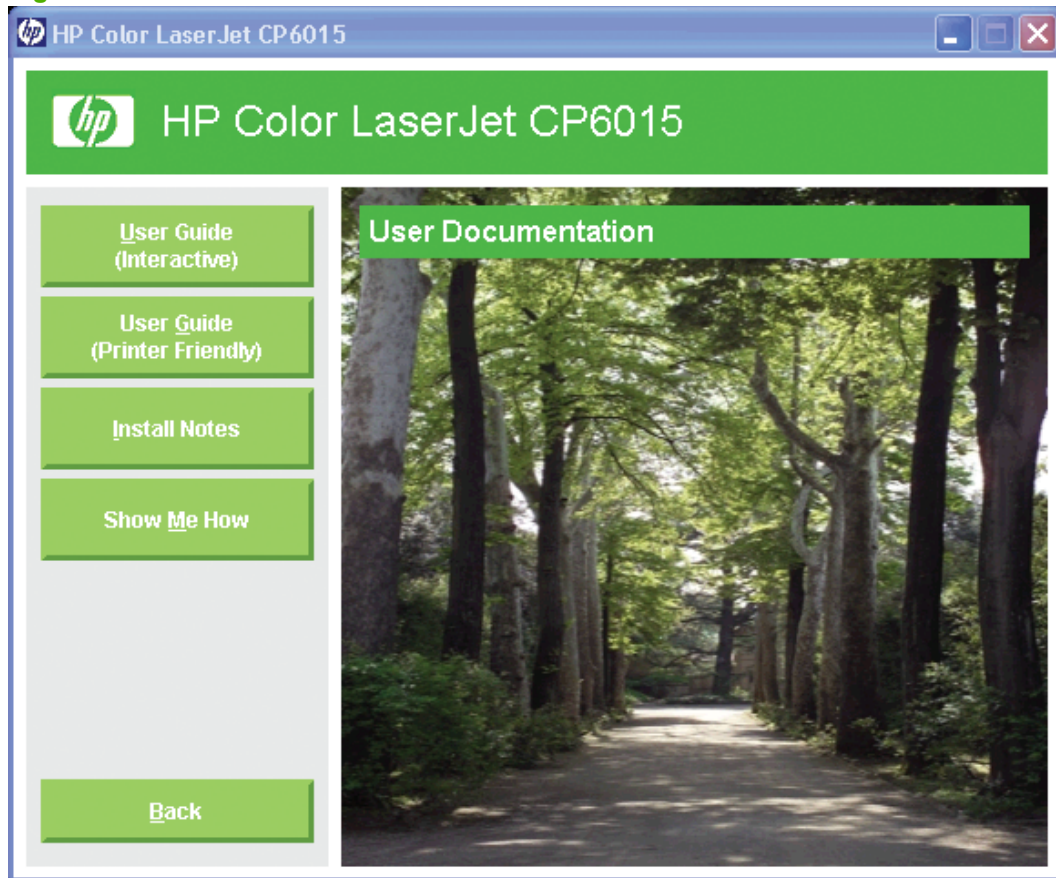 HP Color LaserJet CP6015
hp
HP Color LaserJet CP6015
User Guide
(Interactive)
User Guide
(Printer Friendly)
Install Notes
Show Me How
Back
User Documentation